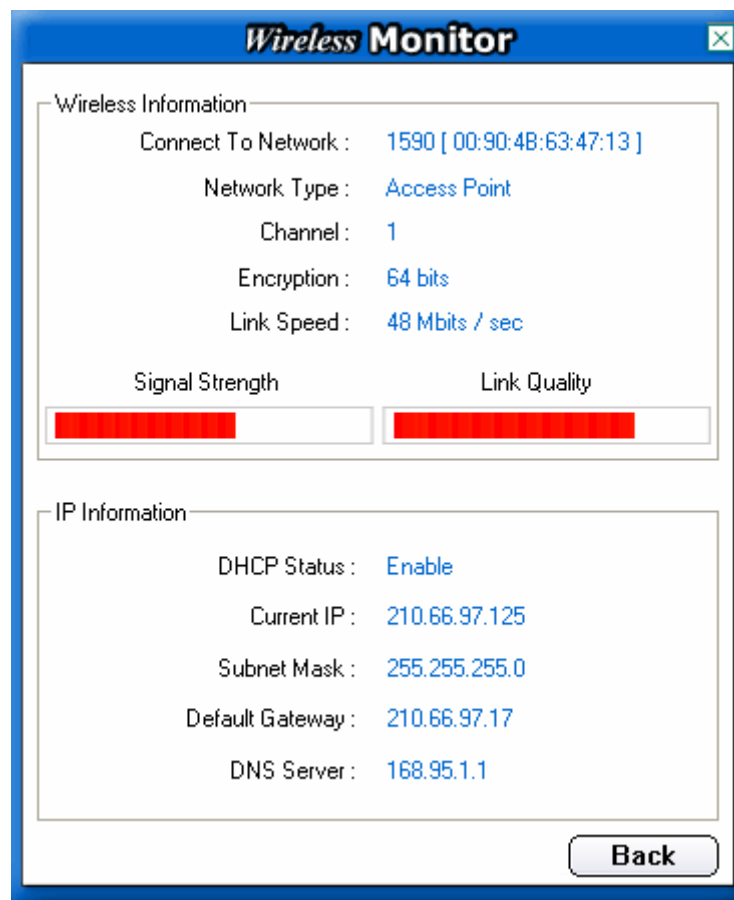 Wireless Monitor
Wireless Information
Connect To Network : 1590 [ 00:90:4B:63:47:13 ]
Network Type : Access Point
Channel : 1
Encryption : 64 bits
Link Speed : 48 Mbits / sec
Signal Strength Link Quality
IP Information
DHCP Status : Enable
Current IP : 210.66.97.125
Subnet Mask : 255.255.255.0
Default Gateway : 210.66.97.17
DNS Server : 168.95.1.1
Back